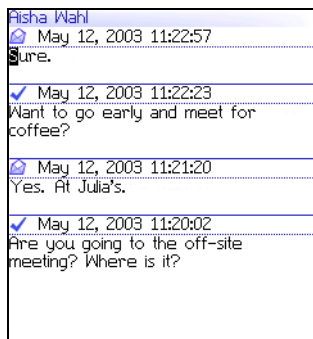 Aisha Wahl
May 12, 2003 11:22:57
Sure.
May 12, 2003 11:22:23
Want to go early and meet for
coffee?
May 12, 2003 11:21:20
Yes. At Julia's.
May 12, 2003 11:20:02
Are you going to the off-site
meeting? Where is it?